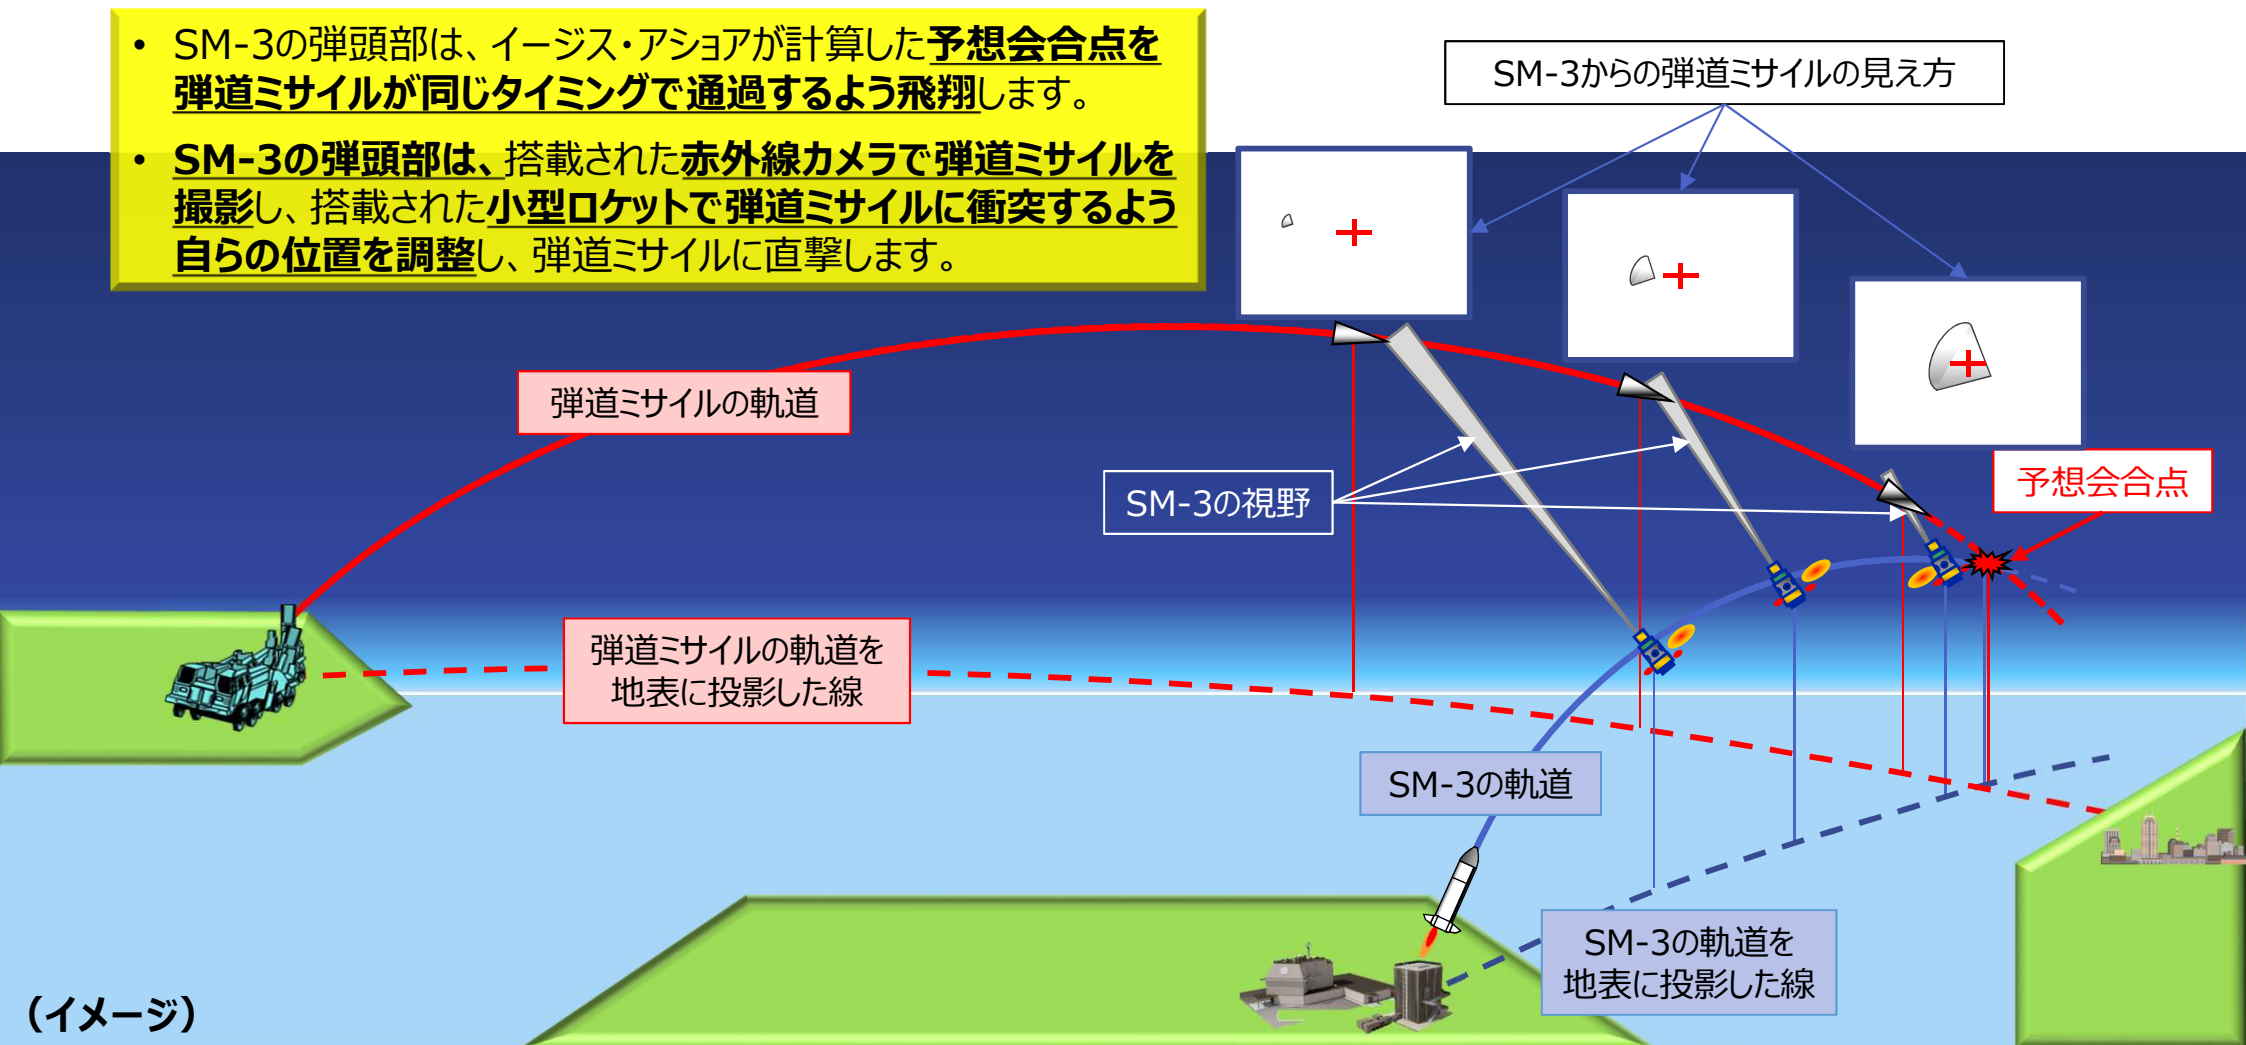 • SM-3の弾頭部は、イージス・アショアが計算した予想会合点を
弾道ミサイルが同じタイミングで通過するよう飛翔します。
• SM-3の弾頭部は、搭載された赤外線カメラで弾道ミサイルを
撮影し、搭載された小型ロケットで弾道ミサイルに衝突するよう
自らの位置を調整し、弾道ミサイルに直撃します。
SM-3からの弾道ミサイルの見え方
弾道ミサイルの軌道
SM-3の視野
予想会合点
弾道ミサイルの軌道を
地表に投影した線
SM-3の軌道
SM-3の軌道を
地表に投影した線
（イメージ）